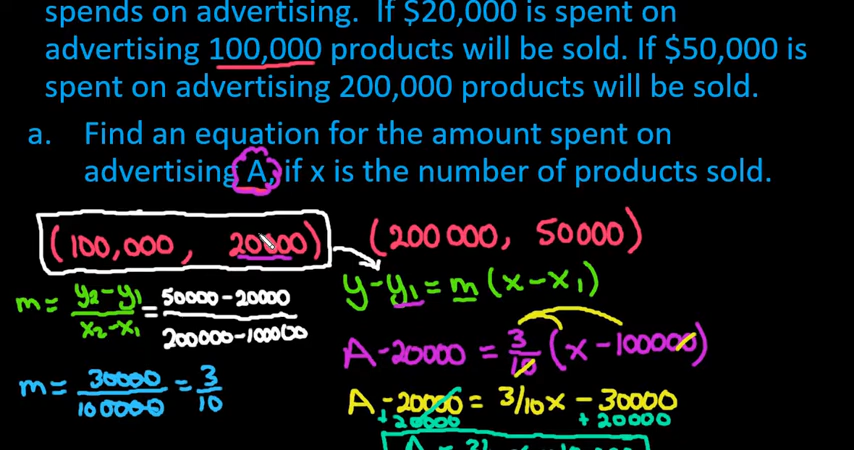 spends on advertising. If $20,000 is spent on
advertising 100,000 products will be sold. If $50,000 is
spent on advertising 200,000 products will be sold.
a. Find an equation for the amount spent on
advertising A, if x is the number of products sold.
(100,000, 20000) (200000, 50000)
m = y₂-y₁/x₂-x₁ = 50000-20000/200000-100000
y-y₁ = m(x-x₁)
A-20000 = 3/10 (x-100000)
m = 30000/100000 = 3/10
A-20000 = 3/10x - 30000
+20000 +20000